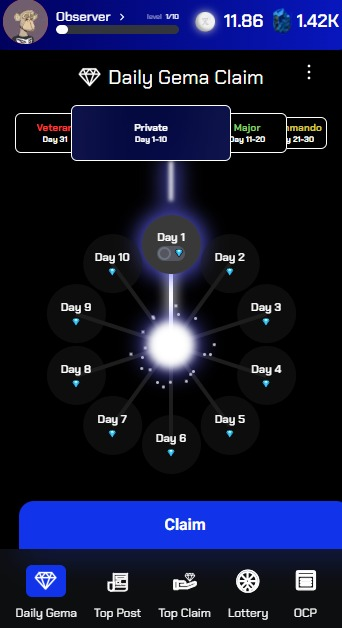 Observer > level 1/10 11.86 1.42K
Daily Gema Claim
Veteran Private Major mmando
Day 31 Day 1-10 Day 11-20 y 21-30
Day 1
Day 10 Day 2
Day 9 Day 3
Day 8 Day 4
Day 7 Day 5
Day 6
Claim
Daily Gema Top Post Top Claim Lottery OCP